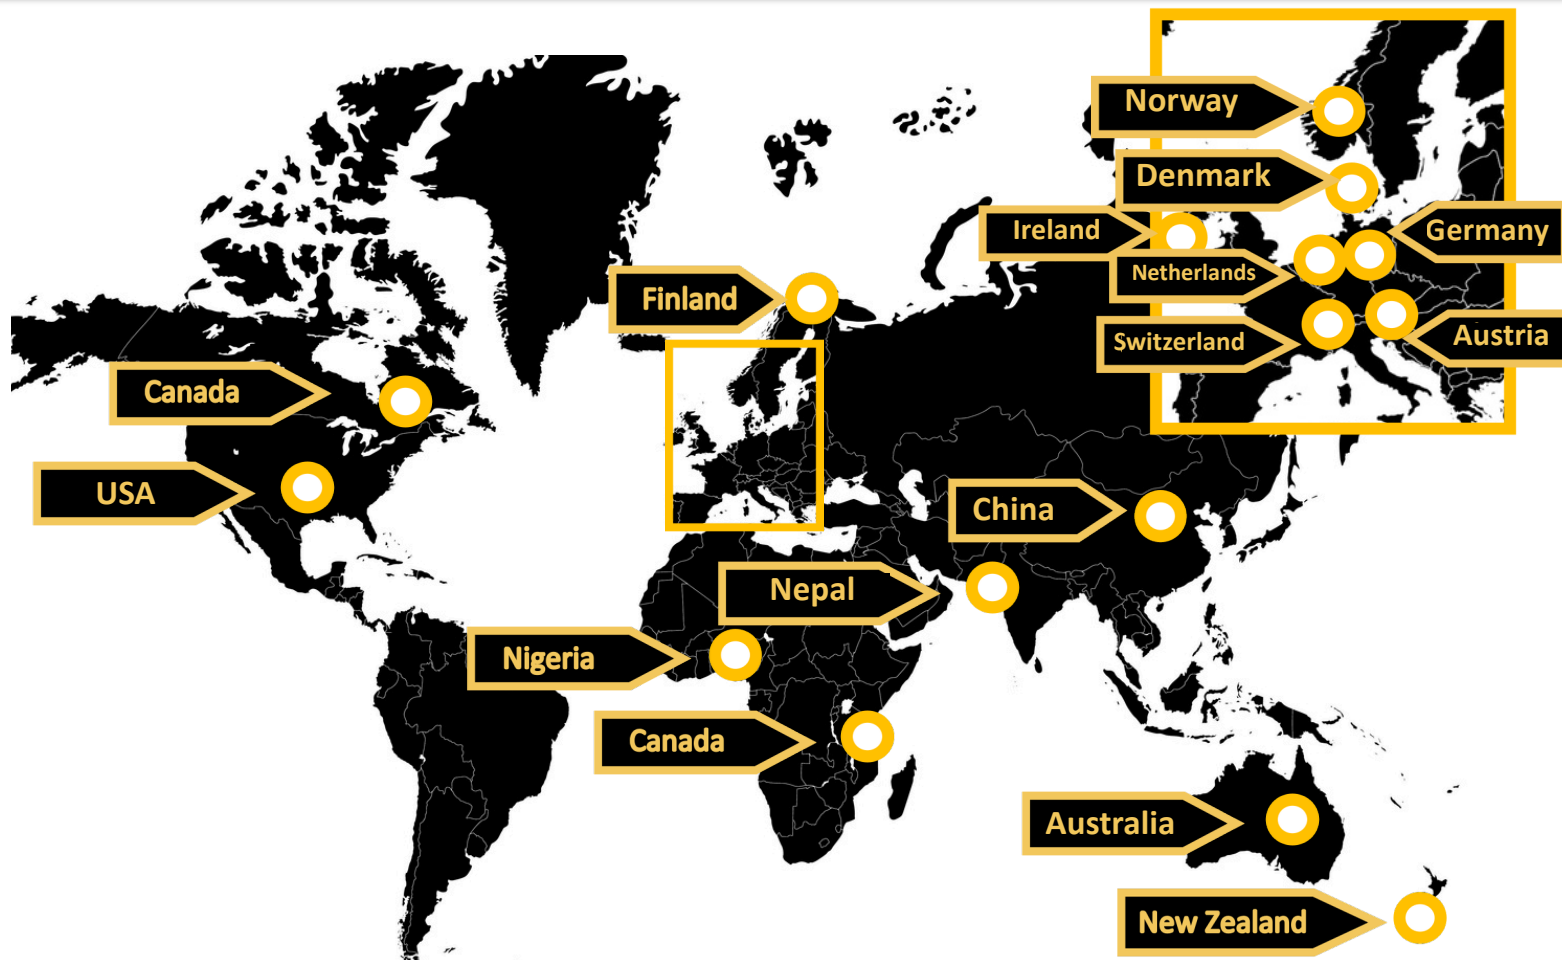 Norway
Denmark
Ireland
Germany
Netherlands
Finland
Switzerland
Austria
Canada
USA
China
Nepal
Nigeria
Canada
Australia
New Zealand